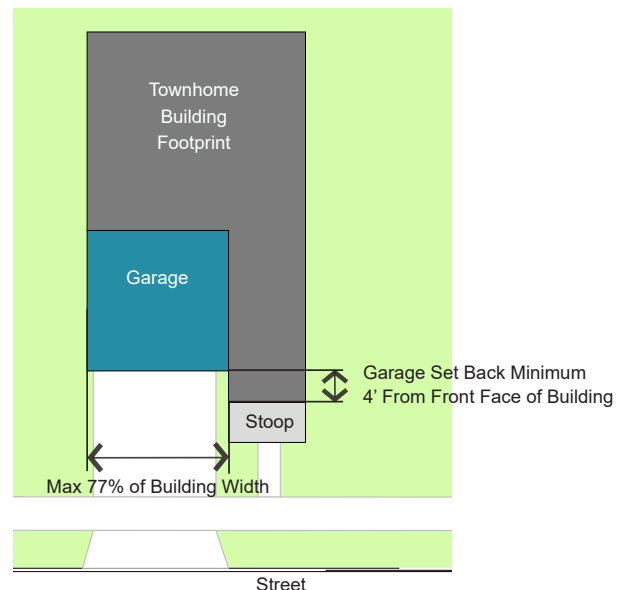 Townhome
Building
Footprint
Garage
Garage Set Back Minimum
4’ From Front Face of Building
Stoop
Max 77% of Building Width
Street